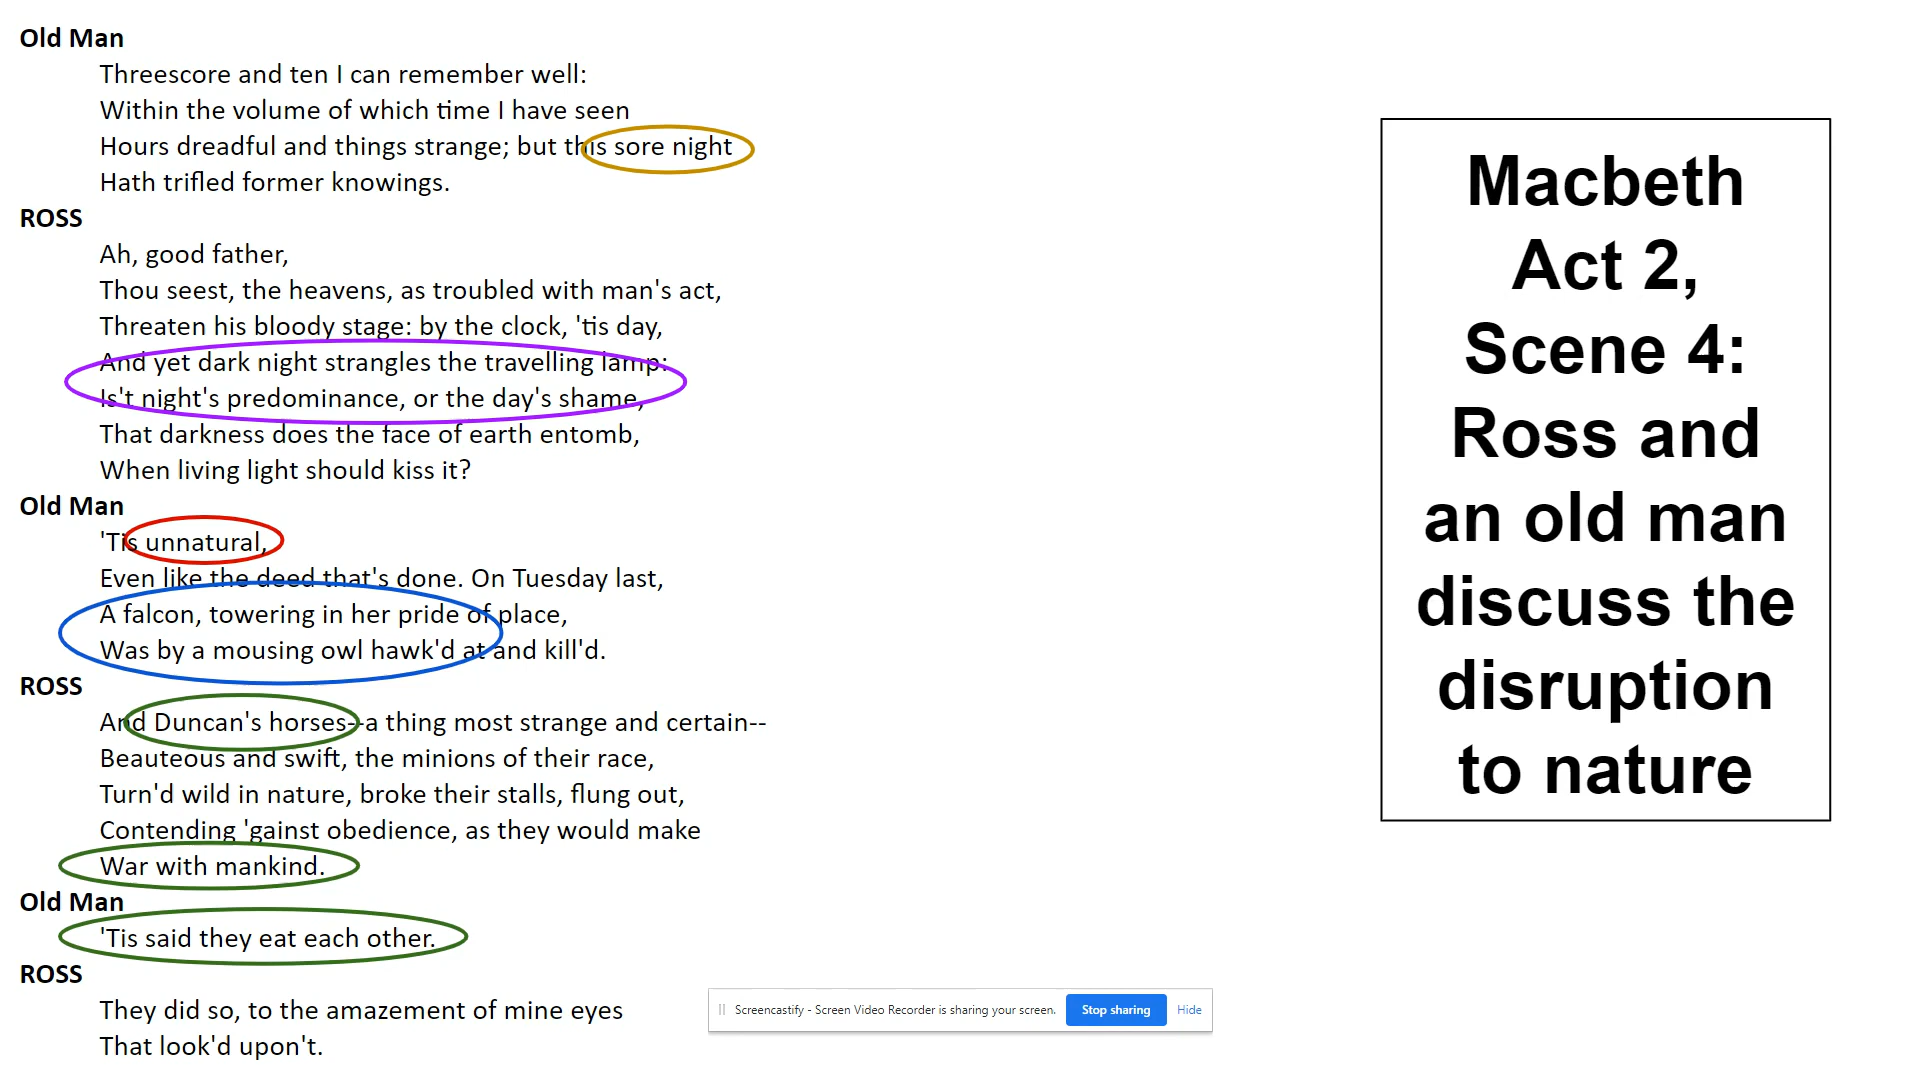 Old Man
Threescore and ten I can remember well:
Within the volume of which time I have seen
Hours dreadful and things strange; but this sore night
Hath trifled former knowings.
ROSS
Ah, good father,
Thou seest, the heavens, as troubled with man's act,
Threaten his bloody stage: by the clock, 'tis day,
And yet dark night strangles the travelling lamp:
Is't night's predominance, or the day's shame,
That darkness does the face of earth entomb,
When living light should kiss it?
Old Man
'Tis unnatural,
Even like the deed that's done. On Tuesday last,
A falcon, towering in her pride of place,
Was by a mousing owl hawk'd at and kill'd.
ROSS
And Duncan's horses--a thing most strange and certain--
Beauteous and swift, the minions of their race,
Turn'd wild in nature, broke their stalls, flung out,
Contending 'gainst obedience, as they would make
War with mankind.
Old Man
'Tis said they eat each other.
ROSS
They did so, to the amazement of mine eyes
That look'd upon't.
Macbeth
Act 2,
Scene 4:
Ross and
an old man
discuss the
disruption
to nature
Screencastify - Screen Video Recorder is sharing your screen.
Stop sharing
Hide